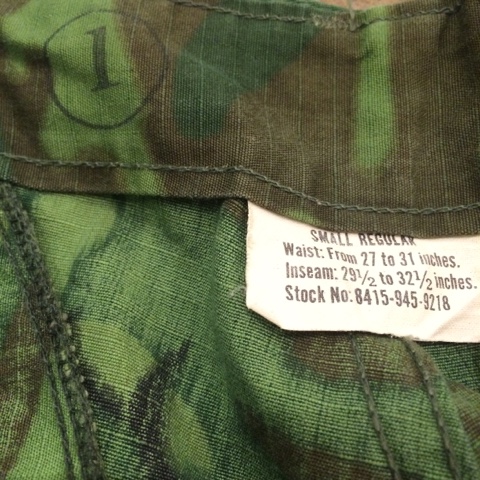 1
SMALL REGULAR
Waist: From 27 to 31 inches.
Inseam: 29½ to 32½ inches.
Stock No: 8415-945-9218